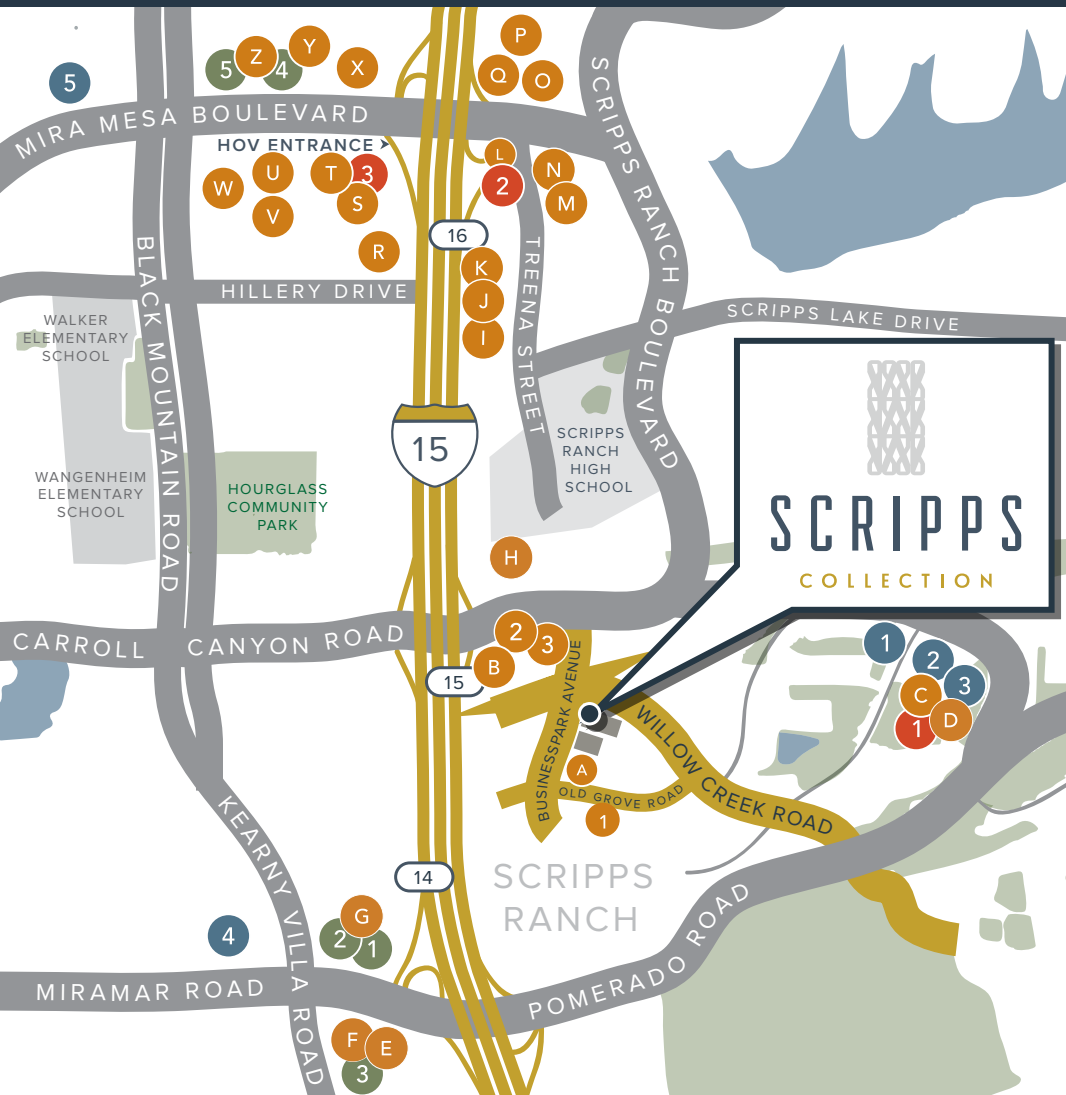 P
Y
Z
5
4
X
Q
O
5
MIRA MESA BOULEVARD
HOV ENTRANCE
L
N
U
T
3
W
2
S
M
V
16
R
K
SCRIPPS RANCH BOULEVARD
TREENA STREET
BLACK MOUNTAIN ROAD
HILLERY DRIVE
J
I
SCRIPPS LAKE DRIVE
WALKER
ELEMENTARY
SCHOOL
15
SCRIPPS
RANCH
HIGH
SCHOOL
WANGENHEIM
ELEMENTARY
SCHOOL
HOURGLASS
COMMUNITY
PARK
SCRIPPS
COLLECTION
H
CARROLL CANYON ROAD
2
3
B
15
1
2
3
C
D
1
BUSINESSPARK AVENUE
WILLOW CREEK ROAD
A
OLD GROVE ROAD
1
SCRIPPS
RANCH
14
KEARNY VILLA ROAD
G
4
2
1
MIRAMAR ROAD
POMERADO ROAD
F
E
3